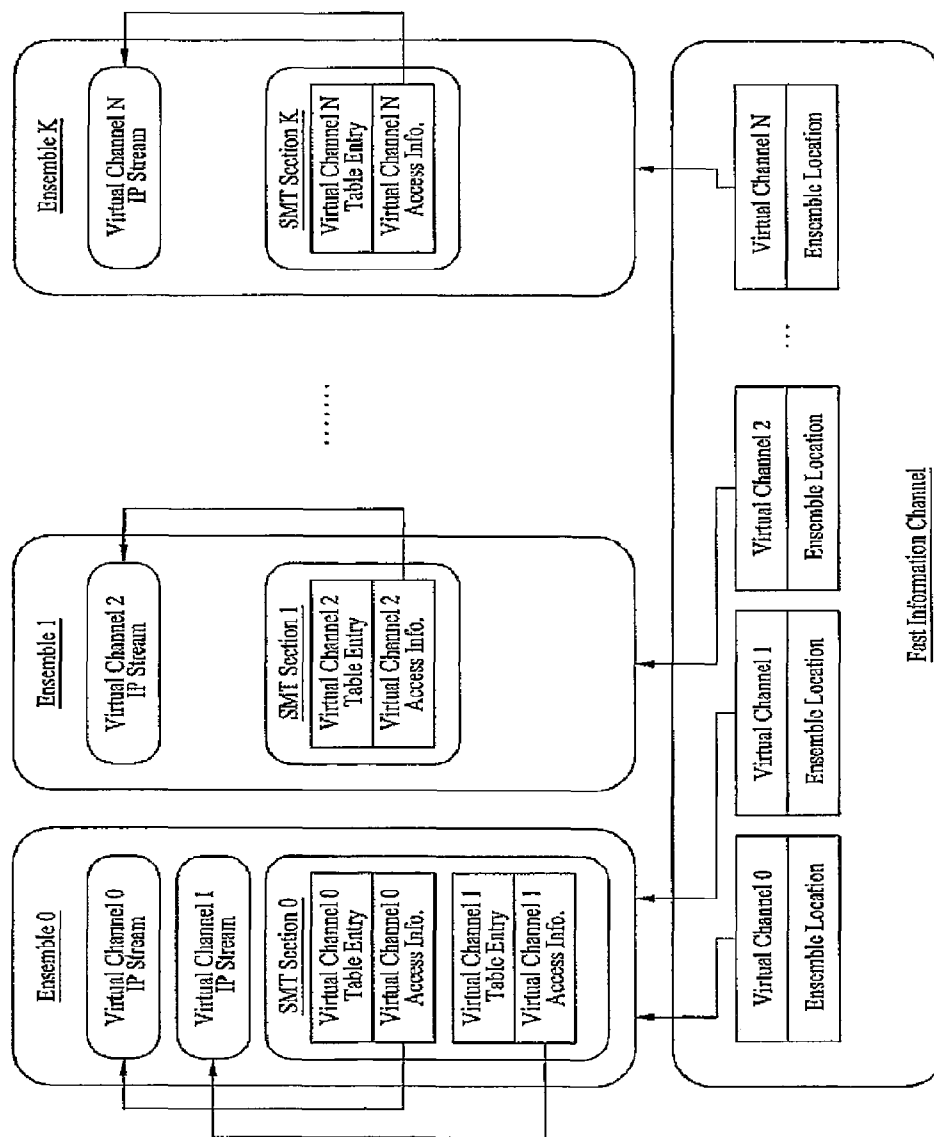 Ensemble 0
Virtual Channel 0
IP Stream
Virtual Channel 1
IP Stream
SMT Section 0
Virtual Channel 0
Table Entry
Virtual Channel 0
Access Info.
Virtual Channel 1
Table Entry
Virtual Channel 1
Access Info.
Ensemble 1
Virtual Channel 2
IP Stream
SMT Section 1
Virtual Channel 2
Table Entry
Virtual Channel 2
Access Info.
.......
Ensemble K
Virtual Channel N
IP Stream
SMT Section K
Virtual Channel N
Table Entry
Virtual Channel N
Access Info.
Virtual Channel 0
Ensemble Location
Virtual Channel 1
Ensemble Location
Virtual Channel 2
Ensemble Location
...
Virtual Channel N
Ensemble Location
Fast Information Channel